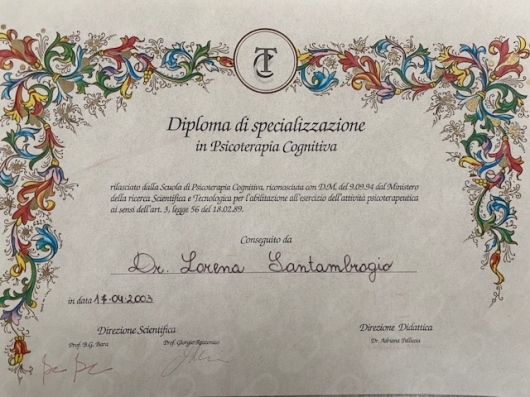 Diploma di specializzazione
in Psicoterapia Cognitiva
rilasciato dalla Scuola di Psicoterapia Cognitiva, riconosciuta con D.M. del 9.09.94 dal Ministero
della ricerca Scientifica e Tecnologica per l'abilitazione all'esercizio dell'attività psicoterapeutica
ai sensi dell'art. 3, legge 56 del 18.02.89.
Conseguito da
Dr. Lorena Santambrogio
in data 14.04.2003
Direzione Scientifica Direzione Didattica
Prof. B.G. Bara Prof. Giorgio Dr. Adriana